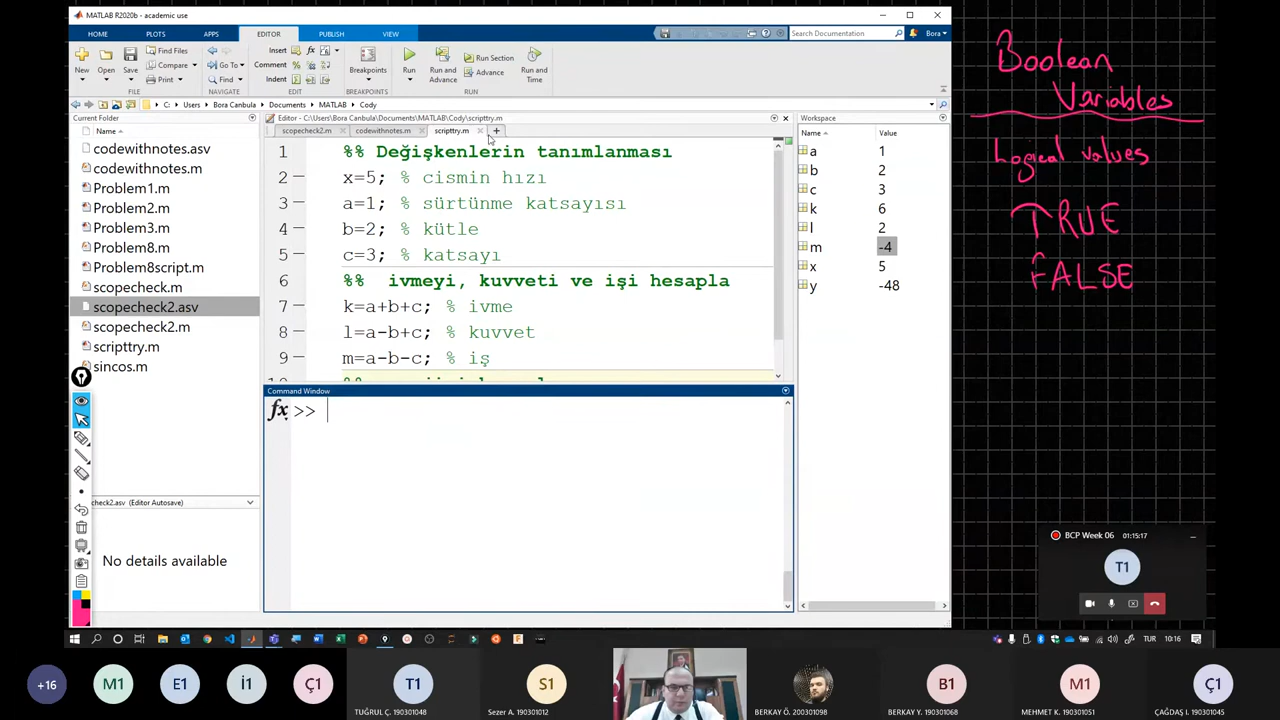 MATLAB R2020b - academic use
HOME PLOTS APPS EDITOR PUBLISH VIEW
Search Documentation Bora
New Open Save Find Files Compare Print Go To Find Insert Comment Indent fx Breakpoints Run Run and Advance Run Section Advance Run and Time
FILE NAVIGATE EDIT BREAKPOINTS RUN
C: Users Bora Canbula Documents MATLAB Cody
Current Folder
Name
codewithnotes.asv
codewithnotes.m
Problem1.m
Problem2.m
Problem3.m
Problem8.m
Problem8script.m
scopecheck.m
scopecheck2.asv
scopecheck2.m
scripttry.m
sincos.m
check2.asv (Editor Autosave)
No details available
Editor - C:\Users\Bora Canbula\Documents\MATLAB\Cody\scripttry.m
scopecheck2.m codewithnotes.m scripttry.m
1 %% Değişkenlerin tanımlanması
2 x=5; % cismin hızı
3 a=1; % sürtünme katsayısı
4 b=2; % kütle
5 c=3; % katsayı
6 %% ivmeyi, kuvveti ve işi hesapla
7 k=a+b+c; % ivme
8 l=a-b+c; % kuvvet
9 m=a-b-c; % iş
Command Window
fx >>
Workspace
Name Value
a 1
b 2
c 3
k 6
l 2
m -4
x 5
y -48
Boolean
Variables
Logical values
TRUE
FALSE
BCP Week 06 01:15:17
T1
TUR 10:16
+16 M1 E1 İ1 Ç1 T1 S1 B1 M1 Ç1
TUĞRUL Ç. 190301048 Sezer A. 190301012 BERKAY Ö. 200301098 BERKAY Y. 190301068 MEHMET K. 190301051 ÇAĞDAŞ I. 190301045